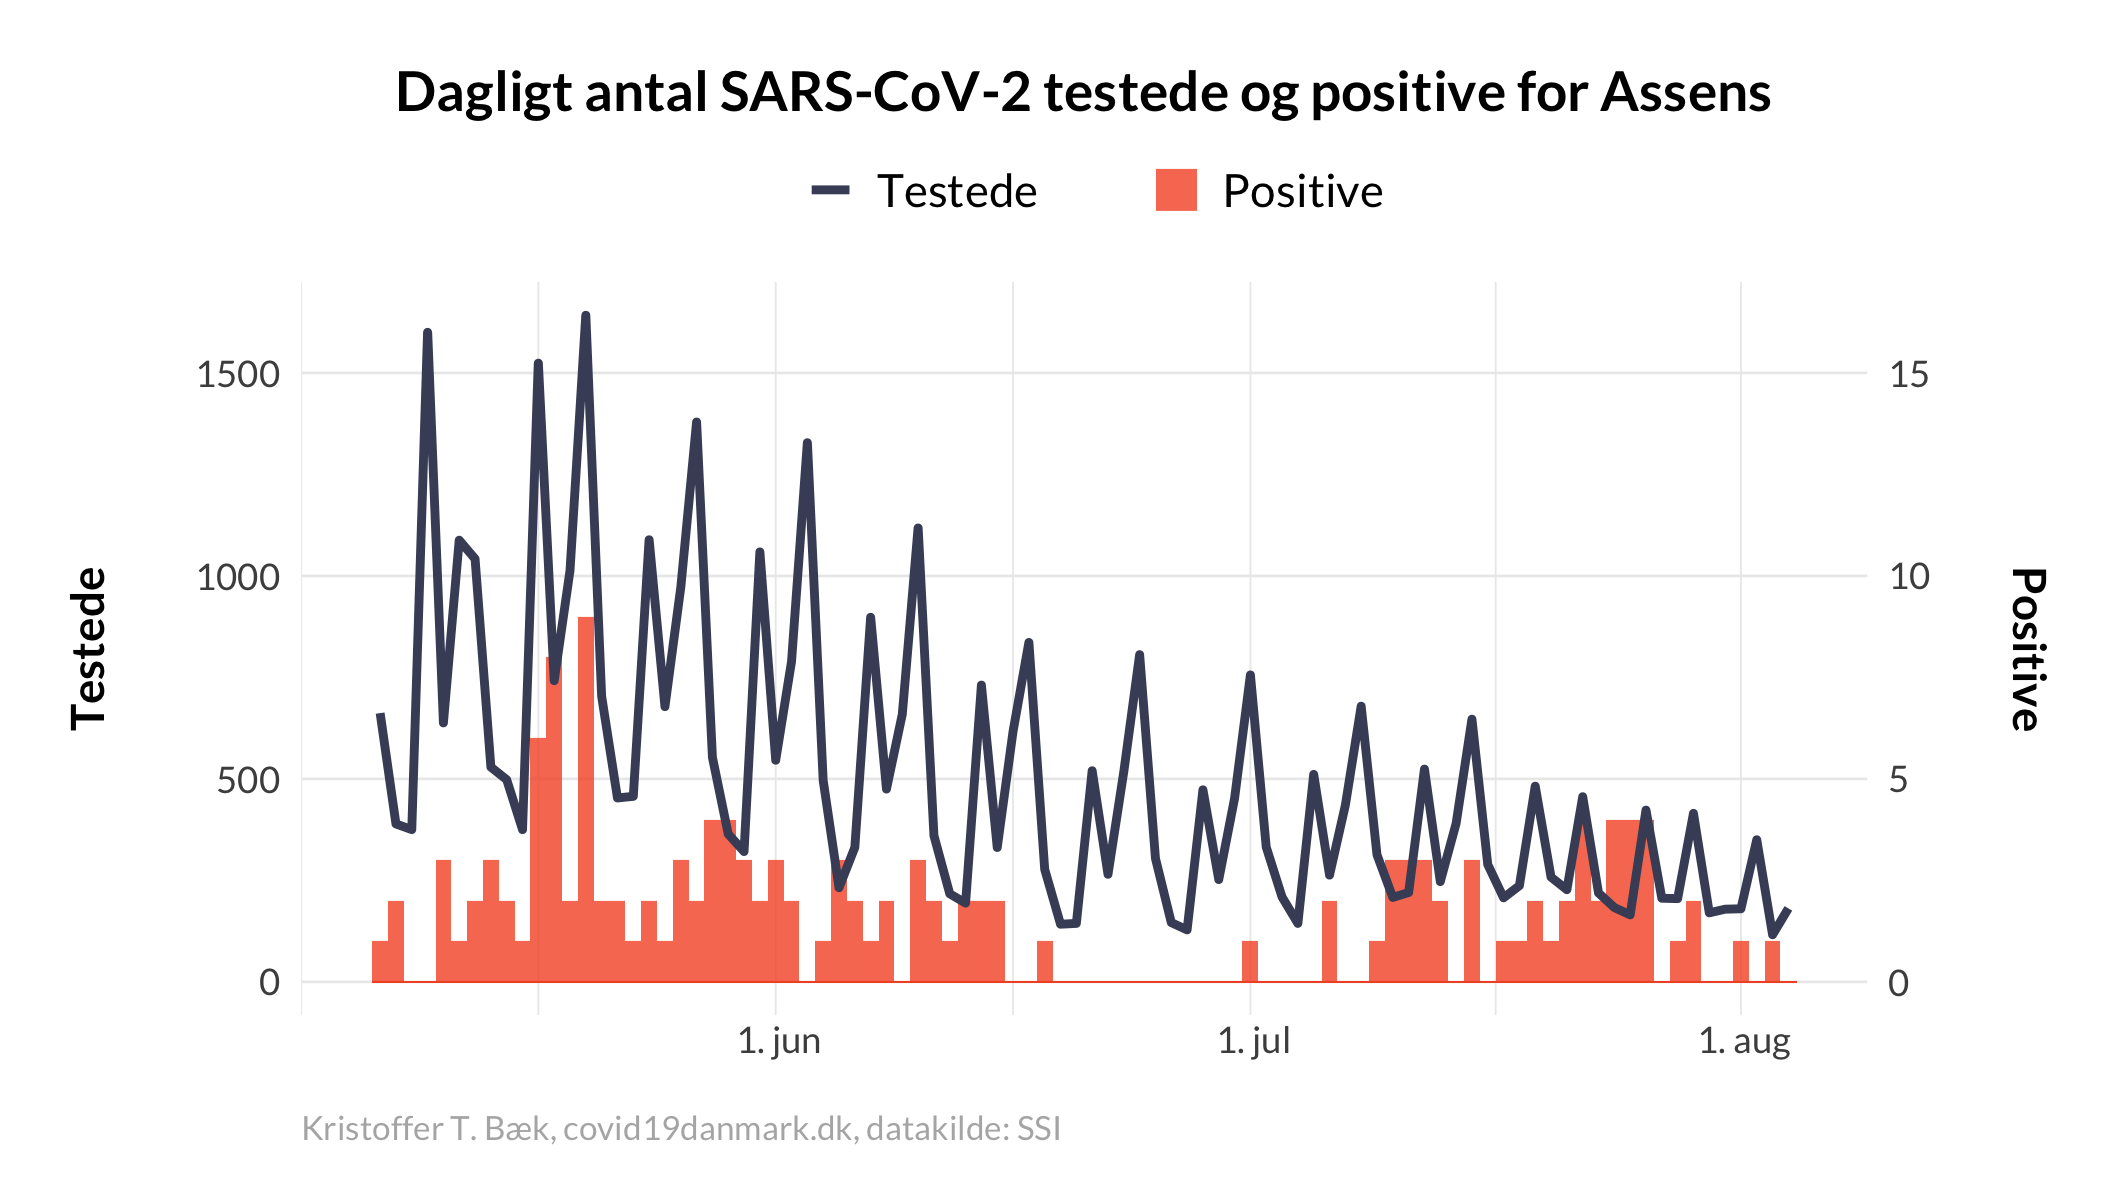 Dagligt antal SARS-CoV-2 testede og positive for Assens
Testede
Positive
1500
1000
500
0
15
10
5
0
Testede
Positive
1. jun
1. jul
1. aug
Kristoffer T. Bæk, covid19danmark.dk, datakilde: SSI